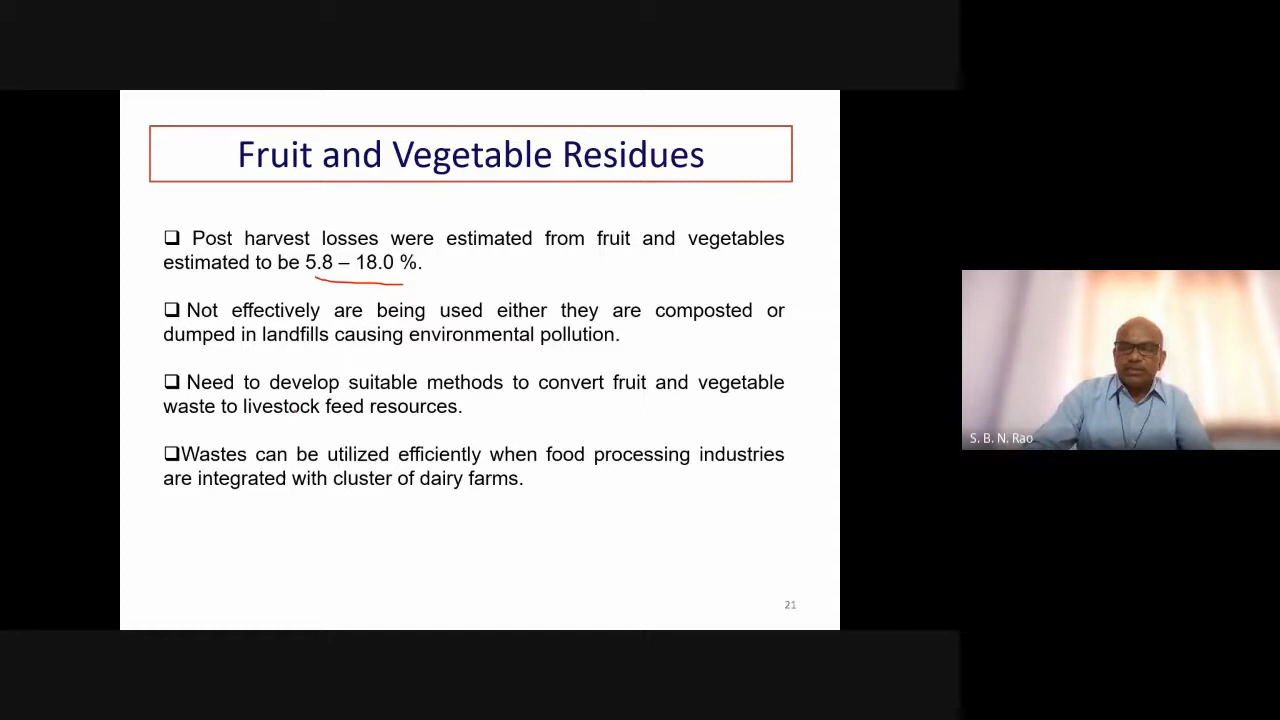 Fruit and Vegetable Residues
❑ Post harvest losses were estimated from fruit and vegetables
estimated to be 5.8 – 18.0 %.
❑ Not effectively are being used either they are composted or
dumped in landfills causing environmental pollution.
❑ Need to develop suitable methods to convert fruit and vegetable
waste to livestock feed resources.
❑Wastes can be utilized efficiently when food processing industries
are integrated with cluster of dairy farms.
21
S. B. N. Rao